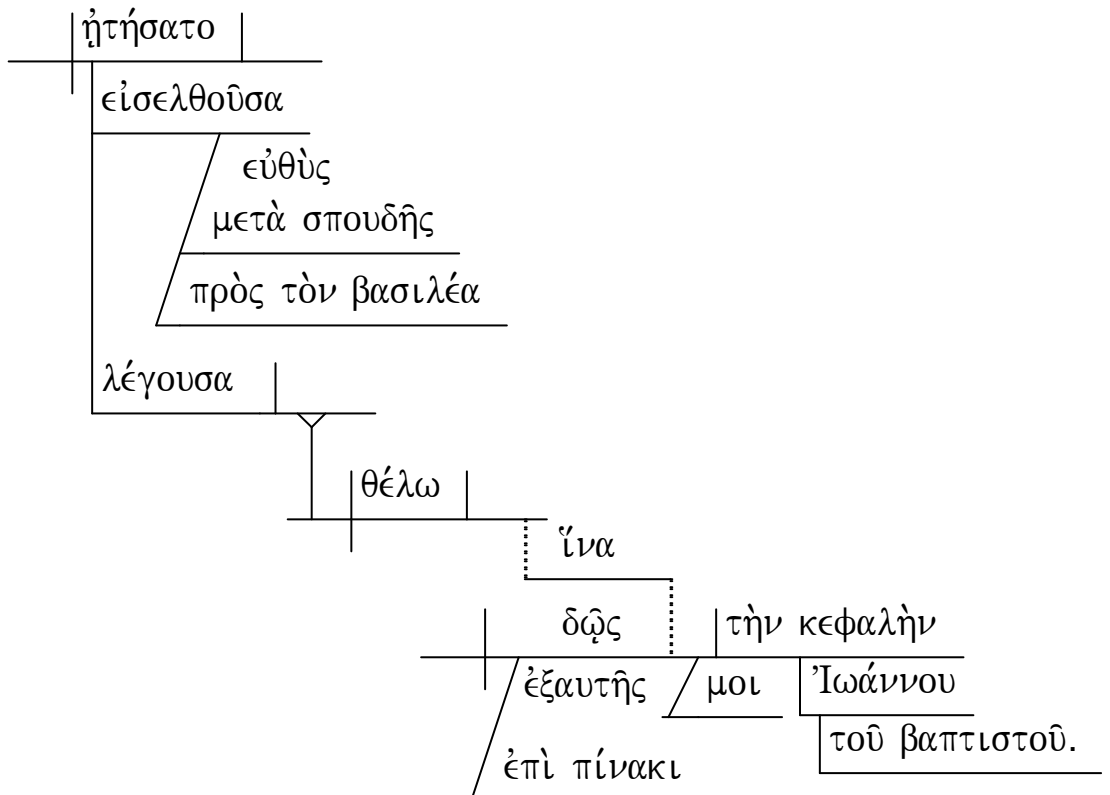 ᾐτήσατο
εἰσελθοῦσα
εὐθὺς
μετὰ σπουδῆς
πρὸς τὸν βασιλέα
λέγουσα
θέλω
ἵνα
δῷς τὴν κεφαλὴν
ἐξαυτῆς μοι Ἰωάννου
τοῦ βαπτιστοῦ.
ἐπὶ πίνακι